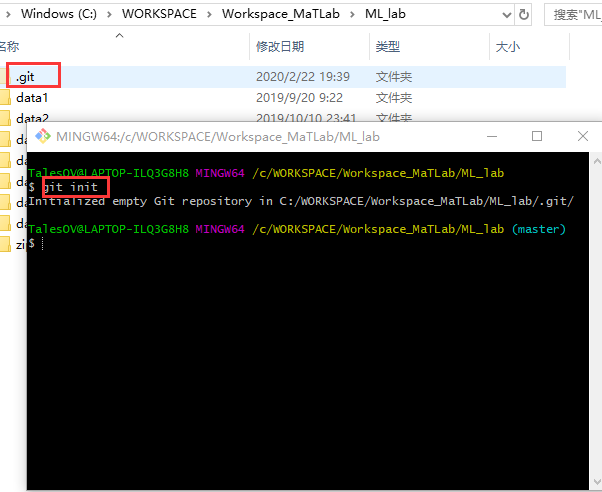 Windows (C:) › WORKSPACE › Workspace_MaTLab › ML_lab
搜索"ML_
名称 修改日期 类型 大小
.git 2020/2/22 19:39 文件夹
data1 2019/9/20 9:22 文件夹
data2 2019/10/10 23:41 文件夹
MINGW64:/c/WORKSPACE/Workspace_MaTLab/ML_lab
TalesOV@LAPTOP-ILQ3G8H8 MINGW64 /c/WORKSPACE/Workspace_MaTLab/ML_lab
$ git init
Initialized empty Git repository in C:/WORKSPACE/Workspace_MaTLab/ML_lab/.git/
TalesOV@LAPTOP-ILQ3G8H8 MINGW64 /c/WORKSPACE/Workspace_MaTLab/ML_lab (master)
$
da
da
da
da
da
da
zi